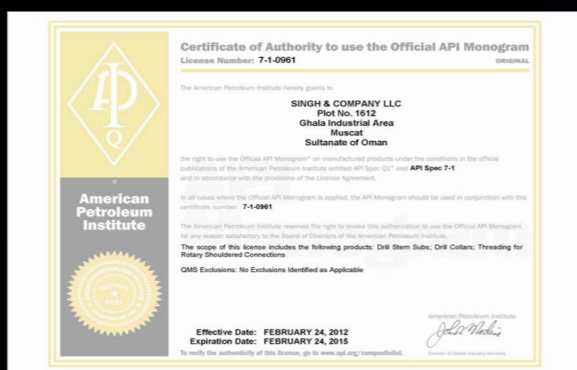 API
Q
®
American
Petroleum
Institute
Certificate of Authority to use the Official API Monogram
License Number: 7-1-0961
ORIGINAL
The American Petroleum Institute hereby grants to
SINGH & COMPANY LLC
Plot No. 1612
Ghala Industrial Area
Muscat
Sultanate of Oman
the right to use the Official API Monogram® on manufactured products under the conditions in the official
publications of the American Petroleum Institute entitled API Spec Q1® and API Spec 7-1
and in accordance with the provisions of the License Agreement.
In all cases where the Official API Monogram is applied, the API Monogram should be used in conjunction with this
certificate number: 7-1-0961
The American Petroleum Institute reserves the right to revoke this authorization to use the Official API Monogram
for any reason satisfactory to the Board of Directors of the American Petroleum Institute.
The scope of this license includes the following products: Drill Stem Subs; Drill Collars; Threading for
Rotary Shouldered Connections
QMS Exclusions: No Exclusions Identified as Applicable
Effective Date: FEBRUARY 24, 2012
Expiration Date: FEBRUARY 24, 2015
To verify the authenticity of this license, go to www.api.org/compositelist.
American Petroleum Institute
Director of Global Industry Services